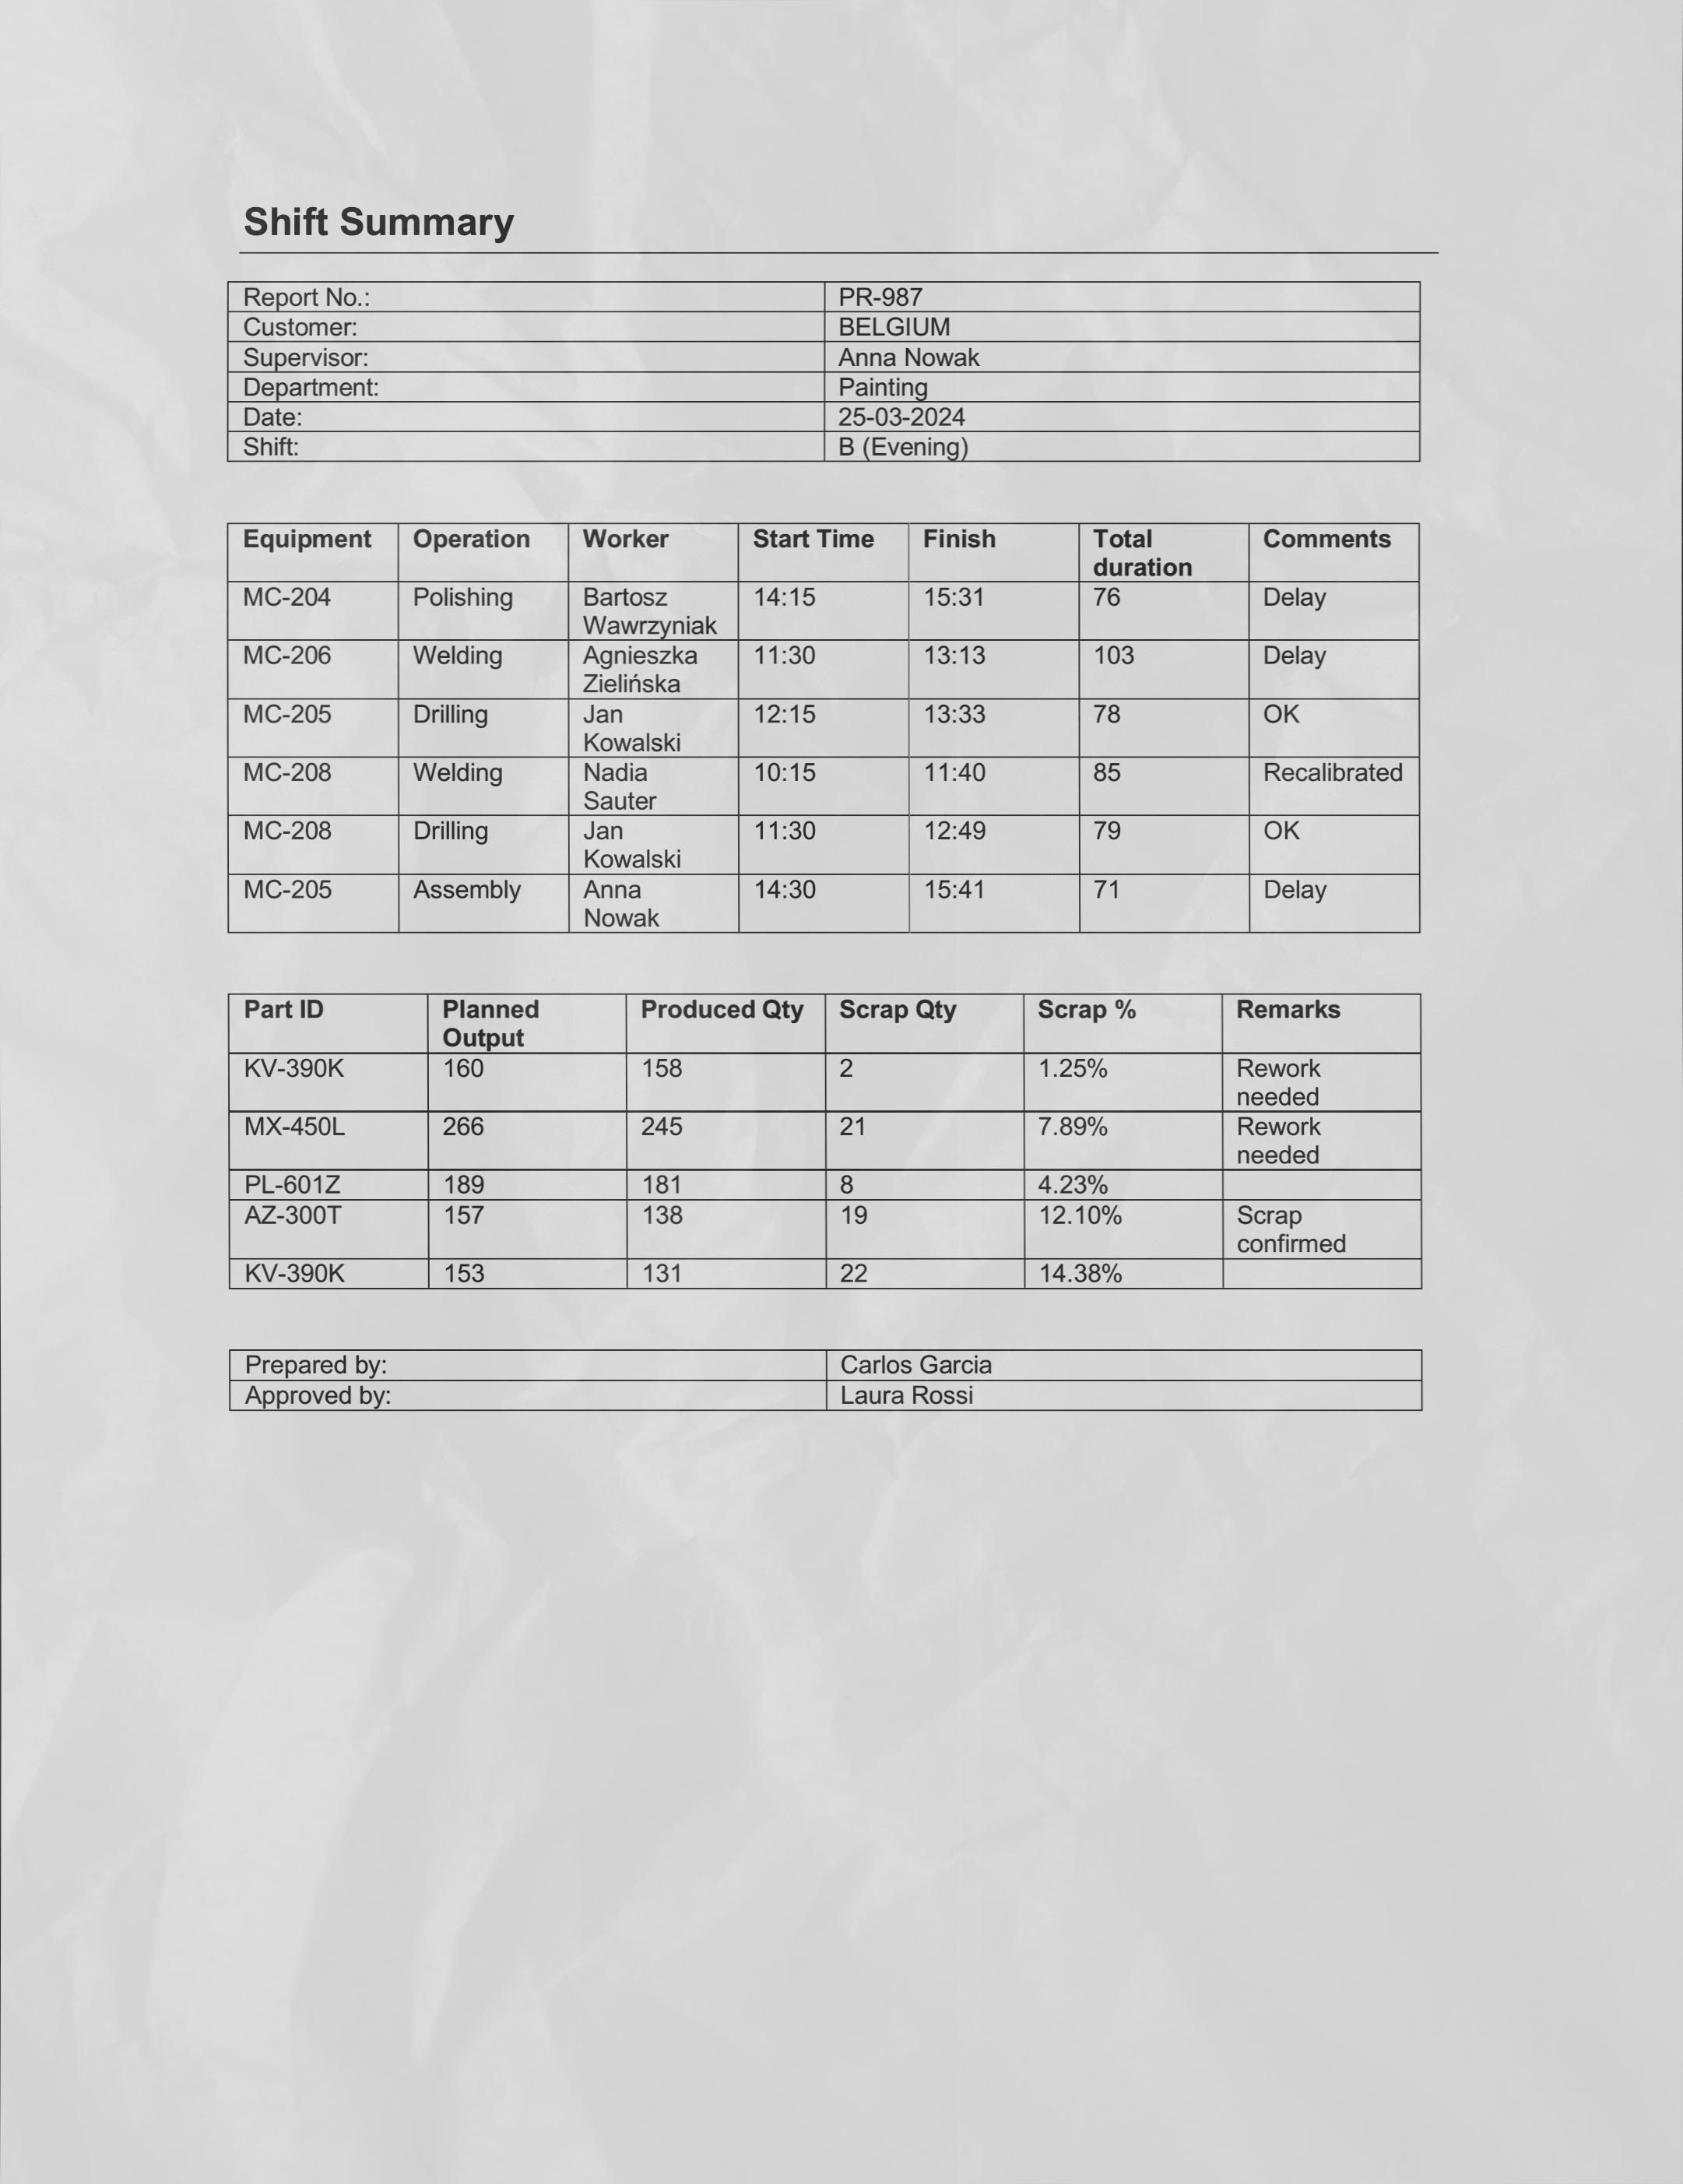 Shift Summary
Report No.: PR-987
Customer: BELGIUM
Supervisor: Anna Nowak
Department: Painting
Date: 25-03-2024
Shift: B (Evening)
Equipment Operation Worker Start Time Finish Total duration Comments
MC-204 Polishing Bartosz Wawrzyniak 14:15 15:31 76 Delay
MC-206 Welding Agnieszka Zielińska 11:30 13:13 103 Delay
MC-205 Drilling Jan Kowalski 12:15 13:33 78 OK
MC-208 Welding Nadia Sauter 10:15 11:40 85 Recalibrated
MC-208 Drilling Jan Kowalski 11:30 12:49 79 OK
MC-205 Assembly Anna Nowak 14:30 15:41 71 Delay
Part ID Planned Output Produced Qty Scrap Qty Scrap % Remarks
KV-390K 160 158 2 1.25% Rework needed
MX-450L 266 245 21 7.89% Rework needed
PL-601Z 189 181 8 4.23%
AZ-300T 157 138 19 12.10% Scrap confirmed
KV-390K 153 131 22 14.38%
Prepared by: Carlos Garcia
Approved by: Laura Rossi